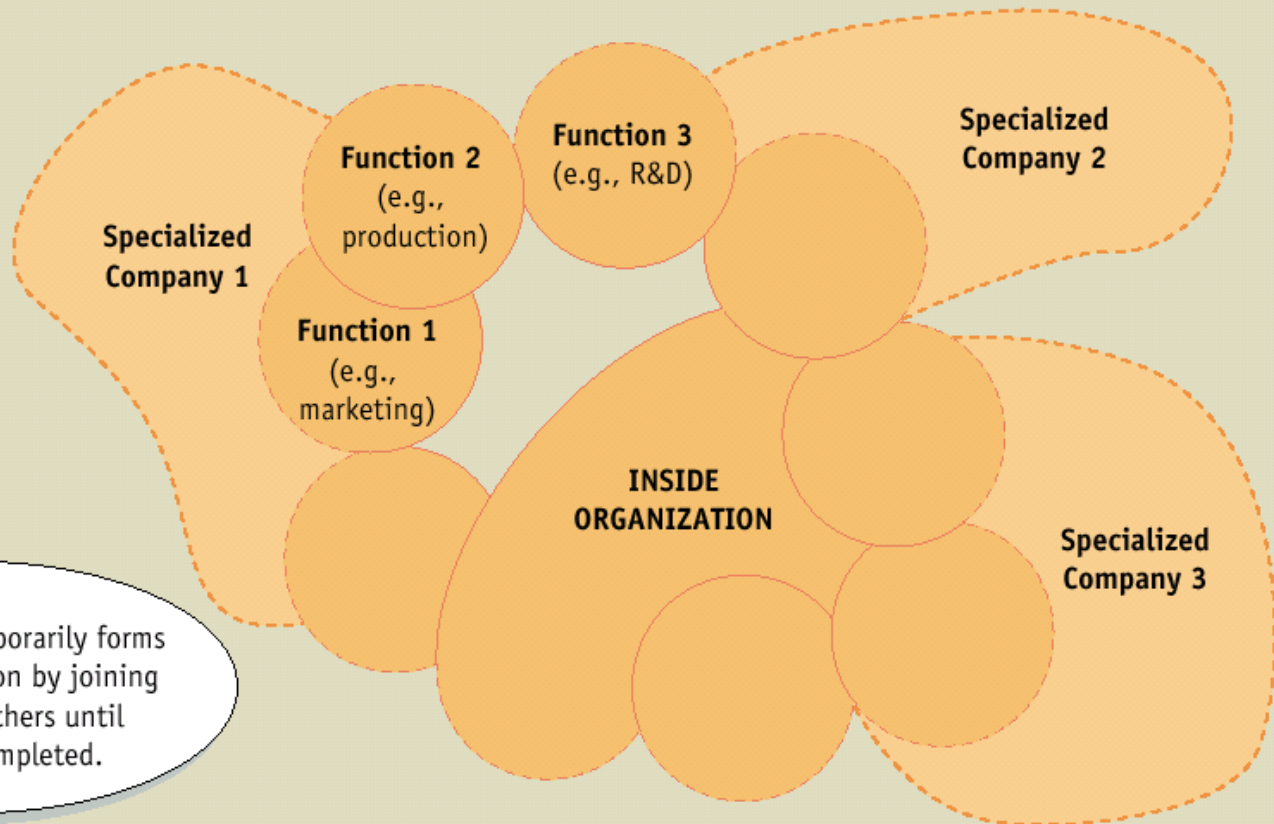 Function 3
(e.g., R&D)
Specialized
Company 2
Function 2
(e.g.,
production)
Specialized
Company 1
Function 1
(e.g.,
marketing)
INSIDE
ORGANIZATION
Specialized
Company 3
porarily forms
on by joining
thers until
mpleted.